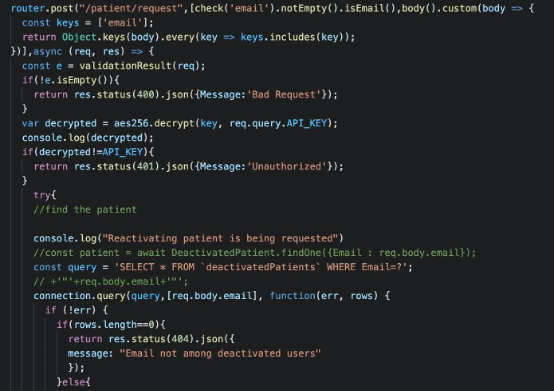 router.post("/patient/request",[check('email').notEmpty().isEmail(),body().custom(body => {
const keys = ['email'];
return Object.keys(body).every(key => keys.includes(key));
})],async (req, res) => {
const e = validationResult(req);
if(!e.isEmpty()){
return res.status(400).json({Message:'Bad Request'});
}
var decrypted = aes256.decrypt(key, req.query.API_KEY);
console.log(decrypted);
if(decrypted!=API_KEY){
return res.status(401).json({Message:'Unauthorized'});
}
try{
//find the patient
console.log("Reactivating patient is being requested")
//const patient = await DeactivatedPatient.findOne({Email : req.body.email});
const query = 'SELECT * FROM `deactivatedPatients` WHERE Email=?';
// +'"'+req.body.email+'"';
connection.query(query,[req.body.email], function(err, rows) {
if (!err) {
if(rows.length==0){
return res.status(404).json({
message: "Email not among deactivated users"
});
}else{